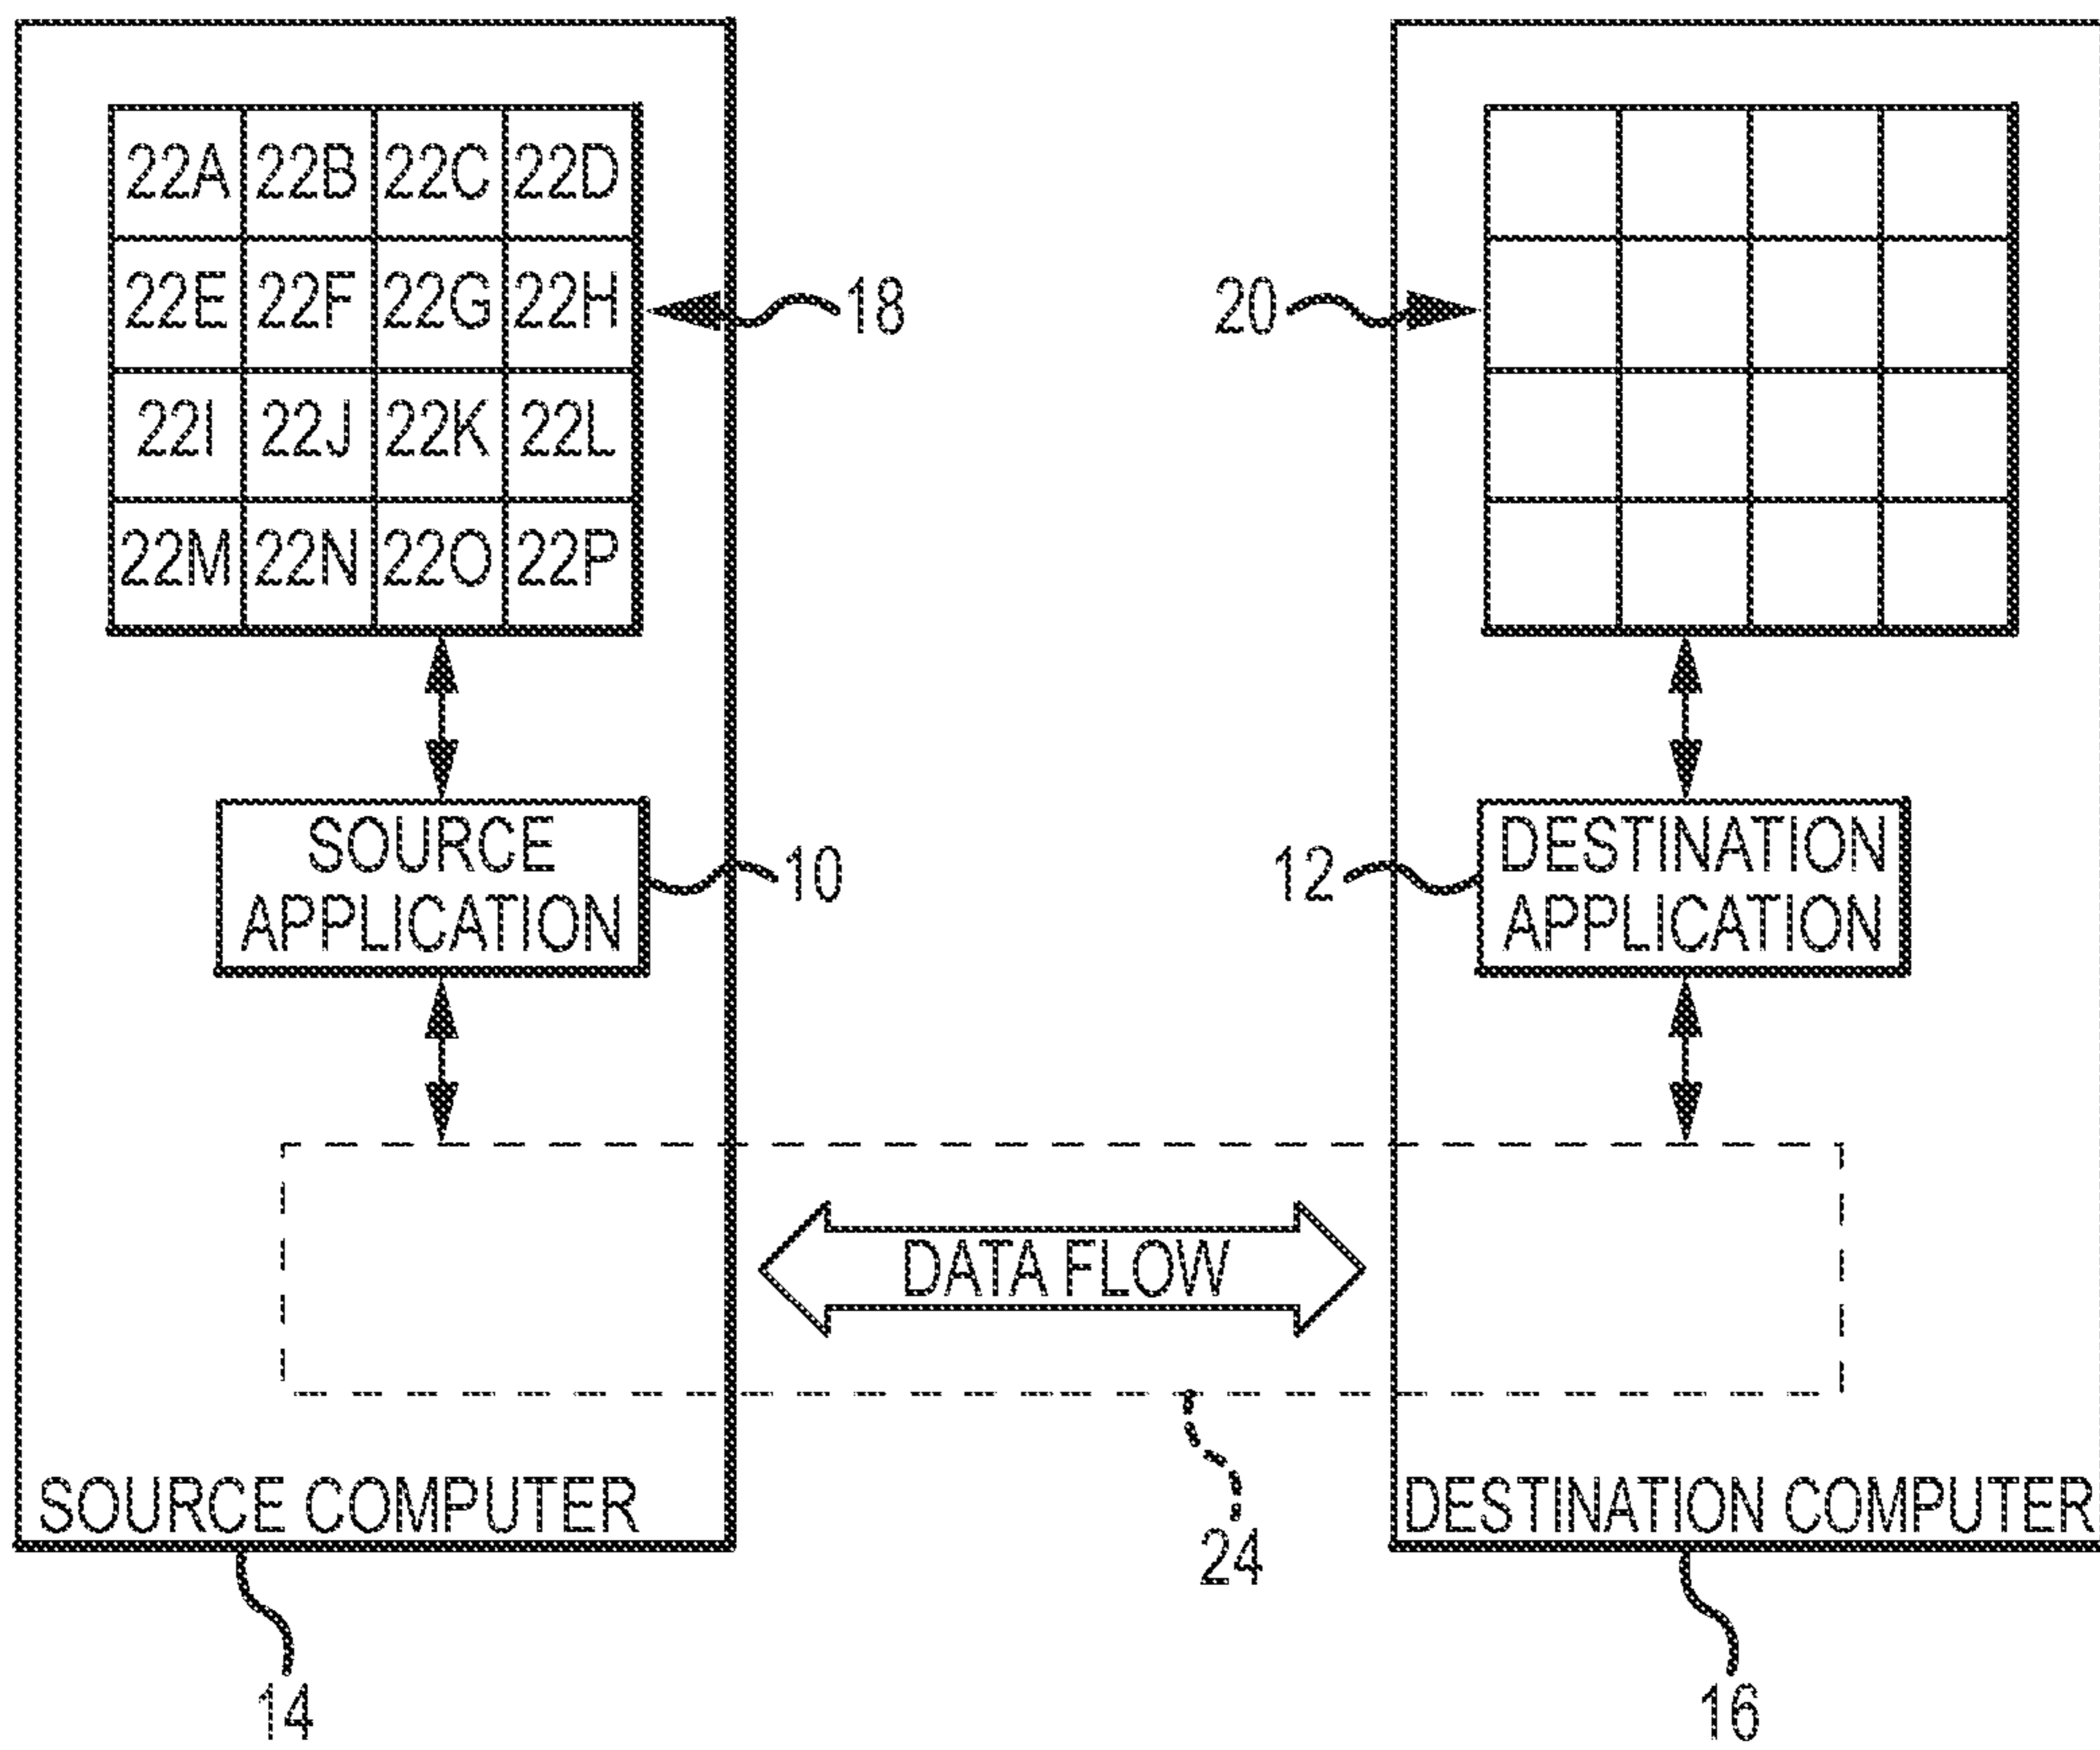 22A 22B 22C 22D
22E 22F 22G 22H
22I 22J 22K 22L
22M 22N 22O 22P
18
20
SOURCE
APPLICATION
10
12
DESTINATION
APPLICATION
DATA FLOW
SOURCE COMPUTER
DESTINATION COMPUTER
24
14
16